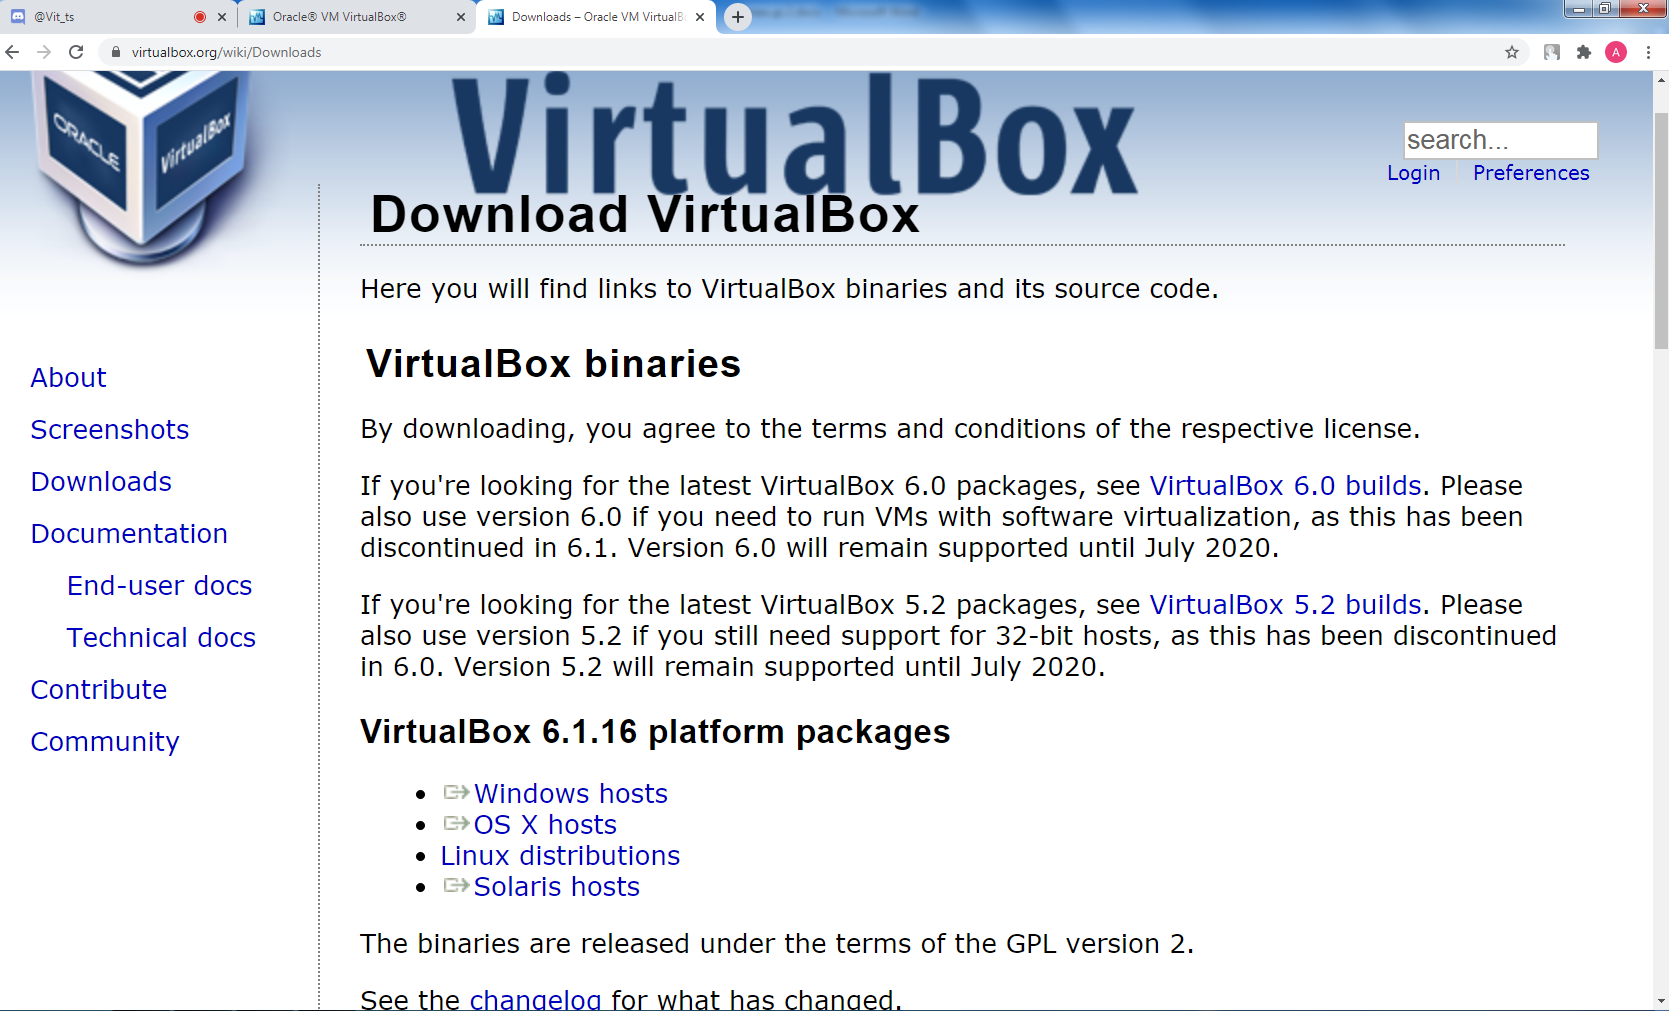 @Vit_ts
Oracle® VM VirtualBox®
Downloads – Oracle VM VirtualB
virtualbox.org/wiki/Downloads
A
ORACLE
VirtualBox
VirtualBox
search...
Login
Preferences
Download VirtualBox
Here you will find links to VirtualBox binaries and its source code.
VirtualBox binaries
By downloading, you agree to the terms and conditions of the respective license.
If you're looking for the latest VirtualBox 6.0 packages, see VirtualBox 6.0 builds. Please
also use version 6.0 if you need to run VMs with software virtualization, as this has been
discontinued in 6.1. Version 6.0 will remain supported until July 2020.
If you're looking for the latest VirtualBox 5.2 packages, see VirtualBox 5.2 builds. Please
also use version 5.2 if you still need support for 32-bit hosts, as this has been discontinued
in 6.0. Version 5.2 will remain supported until July 2020.
VirtualBox 6.1.16 platform packages
Windows hosts
OS X hosts
Linux distributions
Solaris hosts
The binaries are released under the terms of the GPL version 2.
See the changelog for what has changed.
About
Screenshots
Downloads
Documentation
End-user docs
Technical docs
Contribute
Community